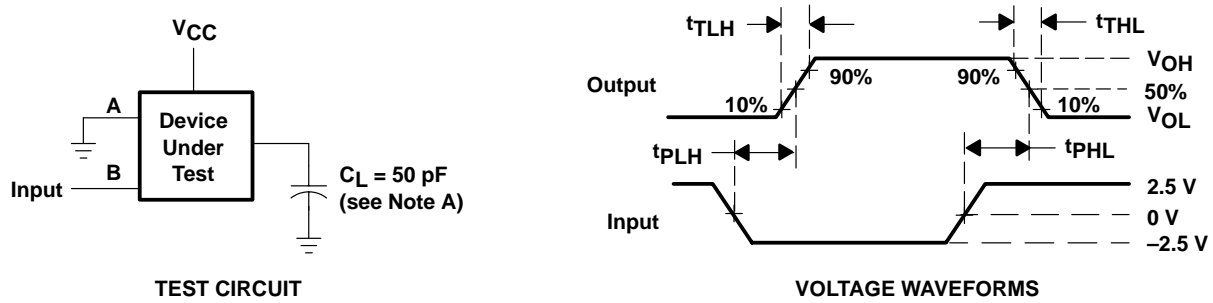 VCC
A
B
Input
Device
Under
Test
CL = 50 pF
(see Note A)
TEST CIRCUIT
tTLH
tTHL
Output
10%
90%
90%
10%
VOH
50%
VOL
tPLH
tPHL
Input
2.5 V
0 V
–2.5 V
VOLTAGE WAVEFORMS